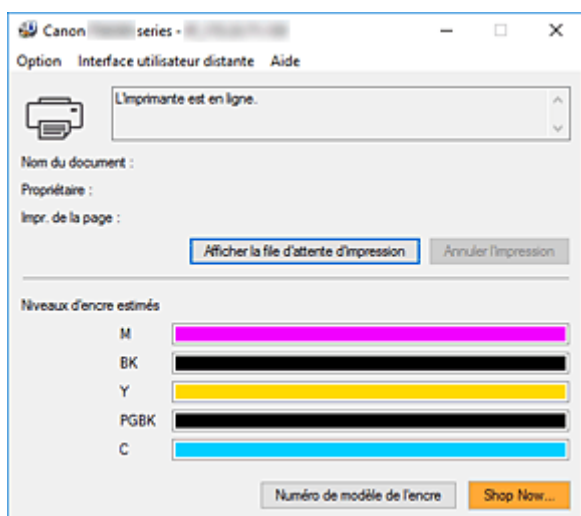 Canon series -
Option Interface utilisateur distante Aide
L'imprimante est en ligne.
Nom du document :
Propriétaire :
Impr. de la page :
Afficher la file d'attente d'impression Annuler l'impression
Niveaux d'encre estimés
M
BK
Y
PGBK
C
Numéro de modèle de l'encre Shop Now...